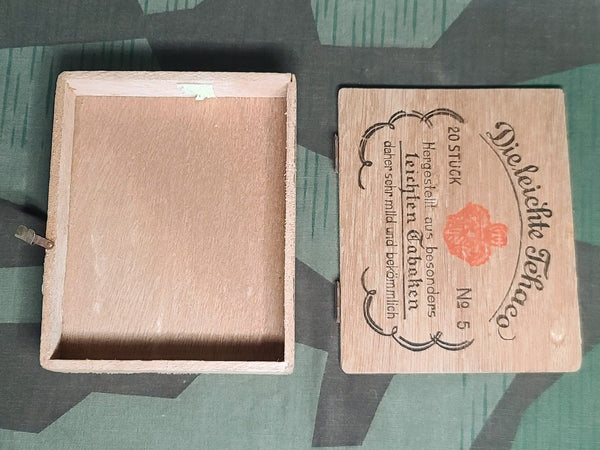 Die leichte Tehaco
20 STÜCK
No 5
Hergestellt aus besonders
leichten Tabaken
daher sehr mild und bekömmlich